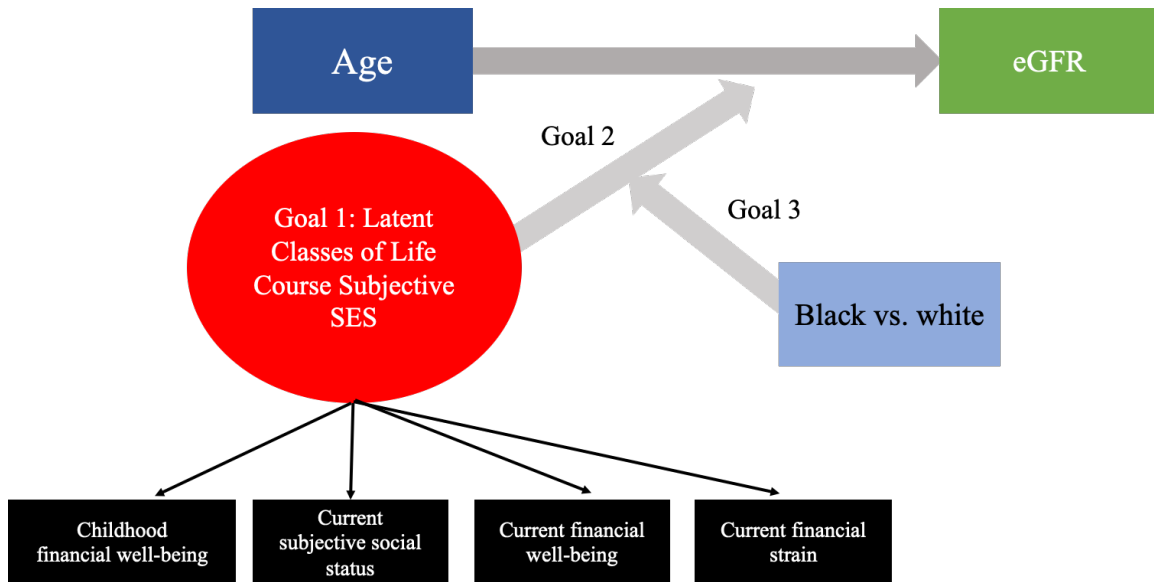 Age
eGFR
Goal 2
Goal 1: Latent
Classes of Life
Course Subjective
SES
Goal 3
Black vs. white
Childhood
financial well-being
Current
subjective social
status
Current financial
well-being
Current financial
strain